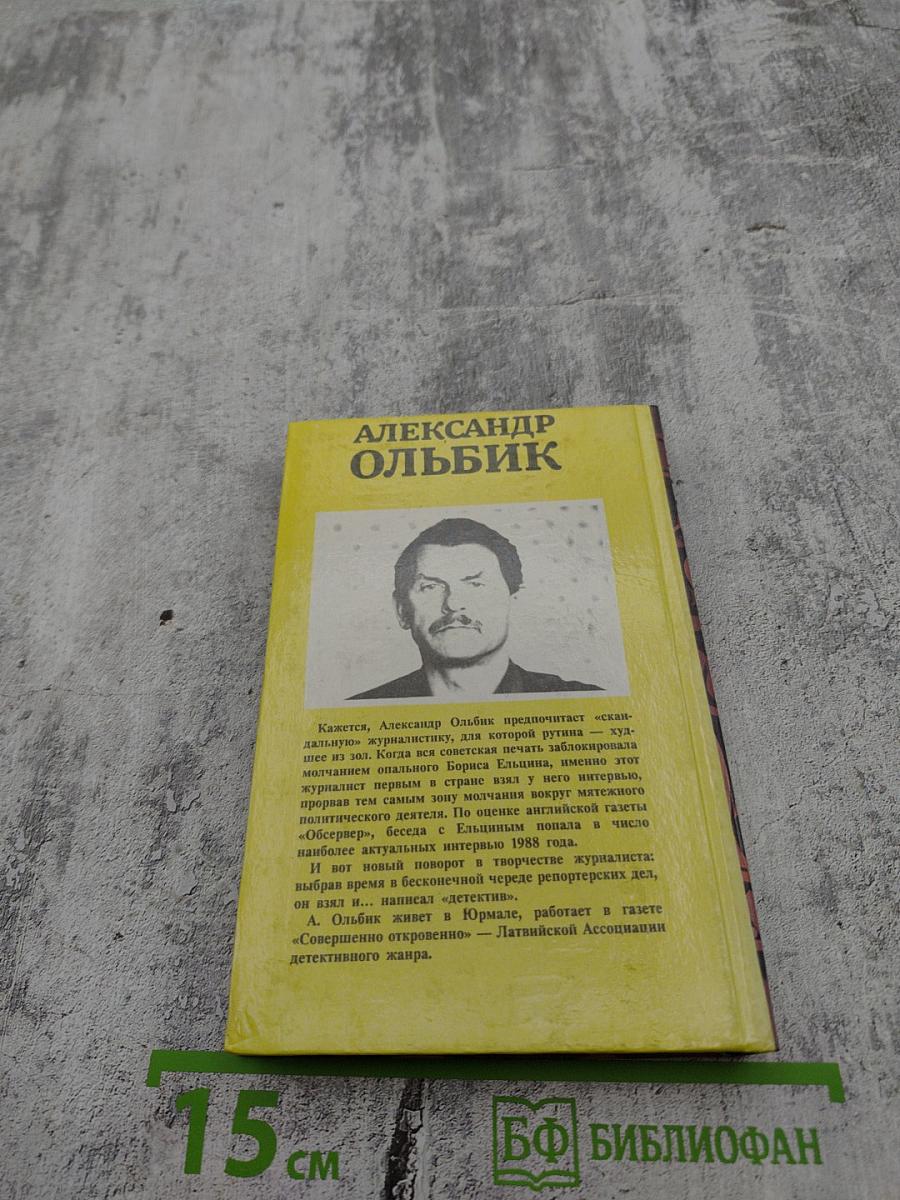 АЛЕКСАНДР
ОЛЬБИК
Кажется, Александр Ольбик предпочитает «скан-
дальную» журналистику, для которой рутина — худ-
шее из зол. Когда вся советская печать заблокировала
молчанием опального Бориса Ельцина, именно этот
журналист первым в стране взял у него интервью,
прорвав тем самым зону молчания вокруг мятежного
политического деятеля. По оценке английской газеты
«Обсервер», беседа с Ельциным попала в число
наиболее актуальных интервью 1988 года.
И вот новый поворот в творчестве журналиста:
выбрав время в бесконечной череде репортерских дел,
он взял и... написал «детектив».
А. Ольбик живет в Юрмале, работает в газете
«Совершенно откровенно» — Латвийской Ассоциации
детективного жанра.
15 см
БФ БИБЛИОФАН